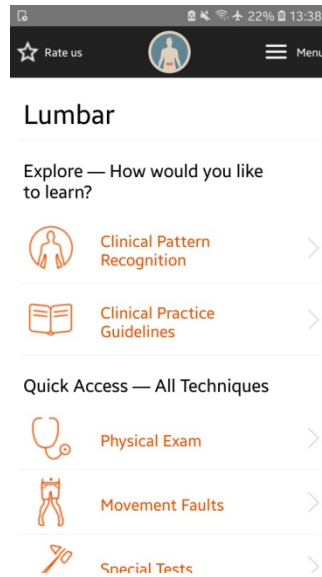 22% 13:38
Rate us
Menu
Lumbar
Explore — How would you like
to learn?
Clinical Pattern
Recognition
Clinical Practice
Guidelines
Quick Access — All Techniques
Physical Exam
Movement Faults
Special Tests